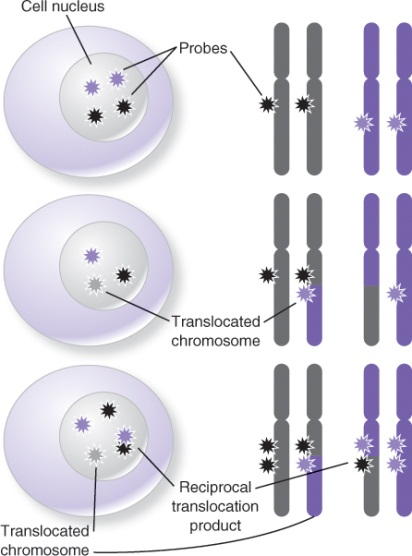 Cell nucleus
Probes
Translocated
chromosome
Reciprocal
translocation
product
Translocated
chromosome